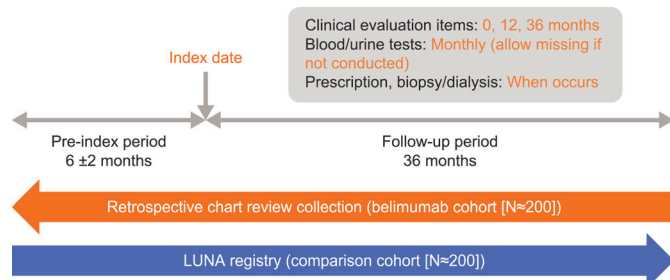 Clinical evaluation items: 0, 12, 36 months
Blood/urine tests: Monthly (allow missing if
not conducted)
Prescription, biopsy/dialysis: When occurs
Index date
Pre-index period
6 ±2 months
Follow-up period
36 months
Retrospective chart review collection (belimumab cohort [N≈200])
LUNA registry (comparison cohort [N≈200])